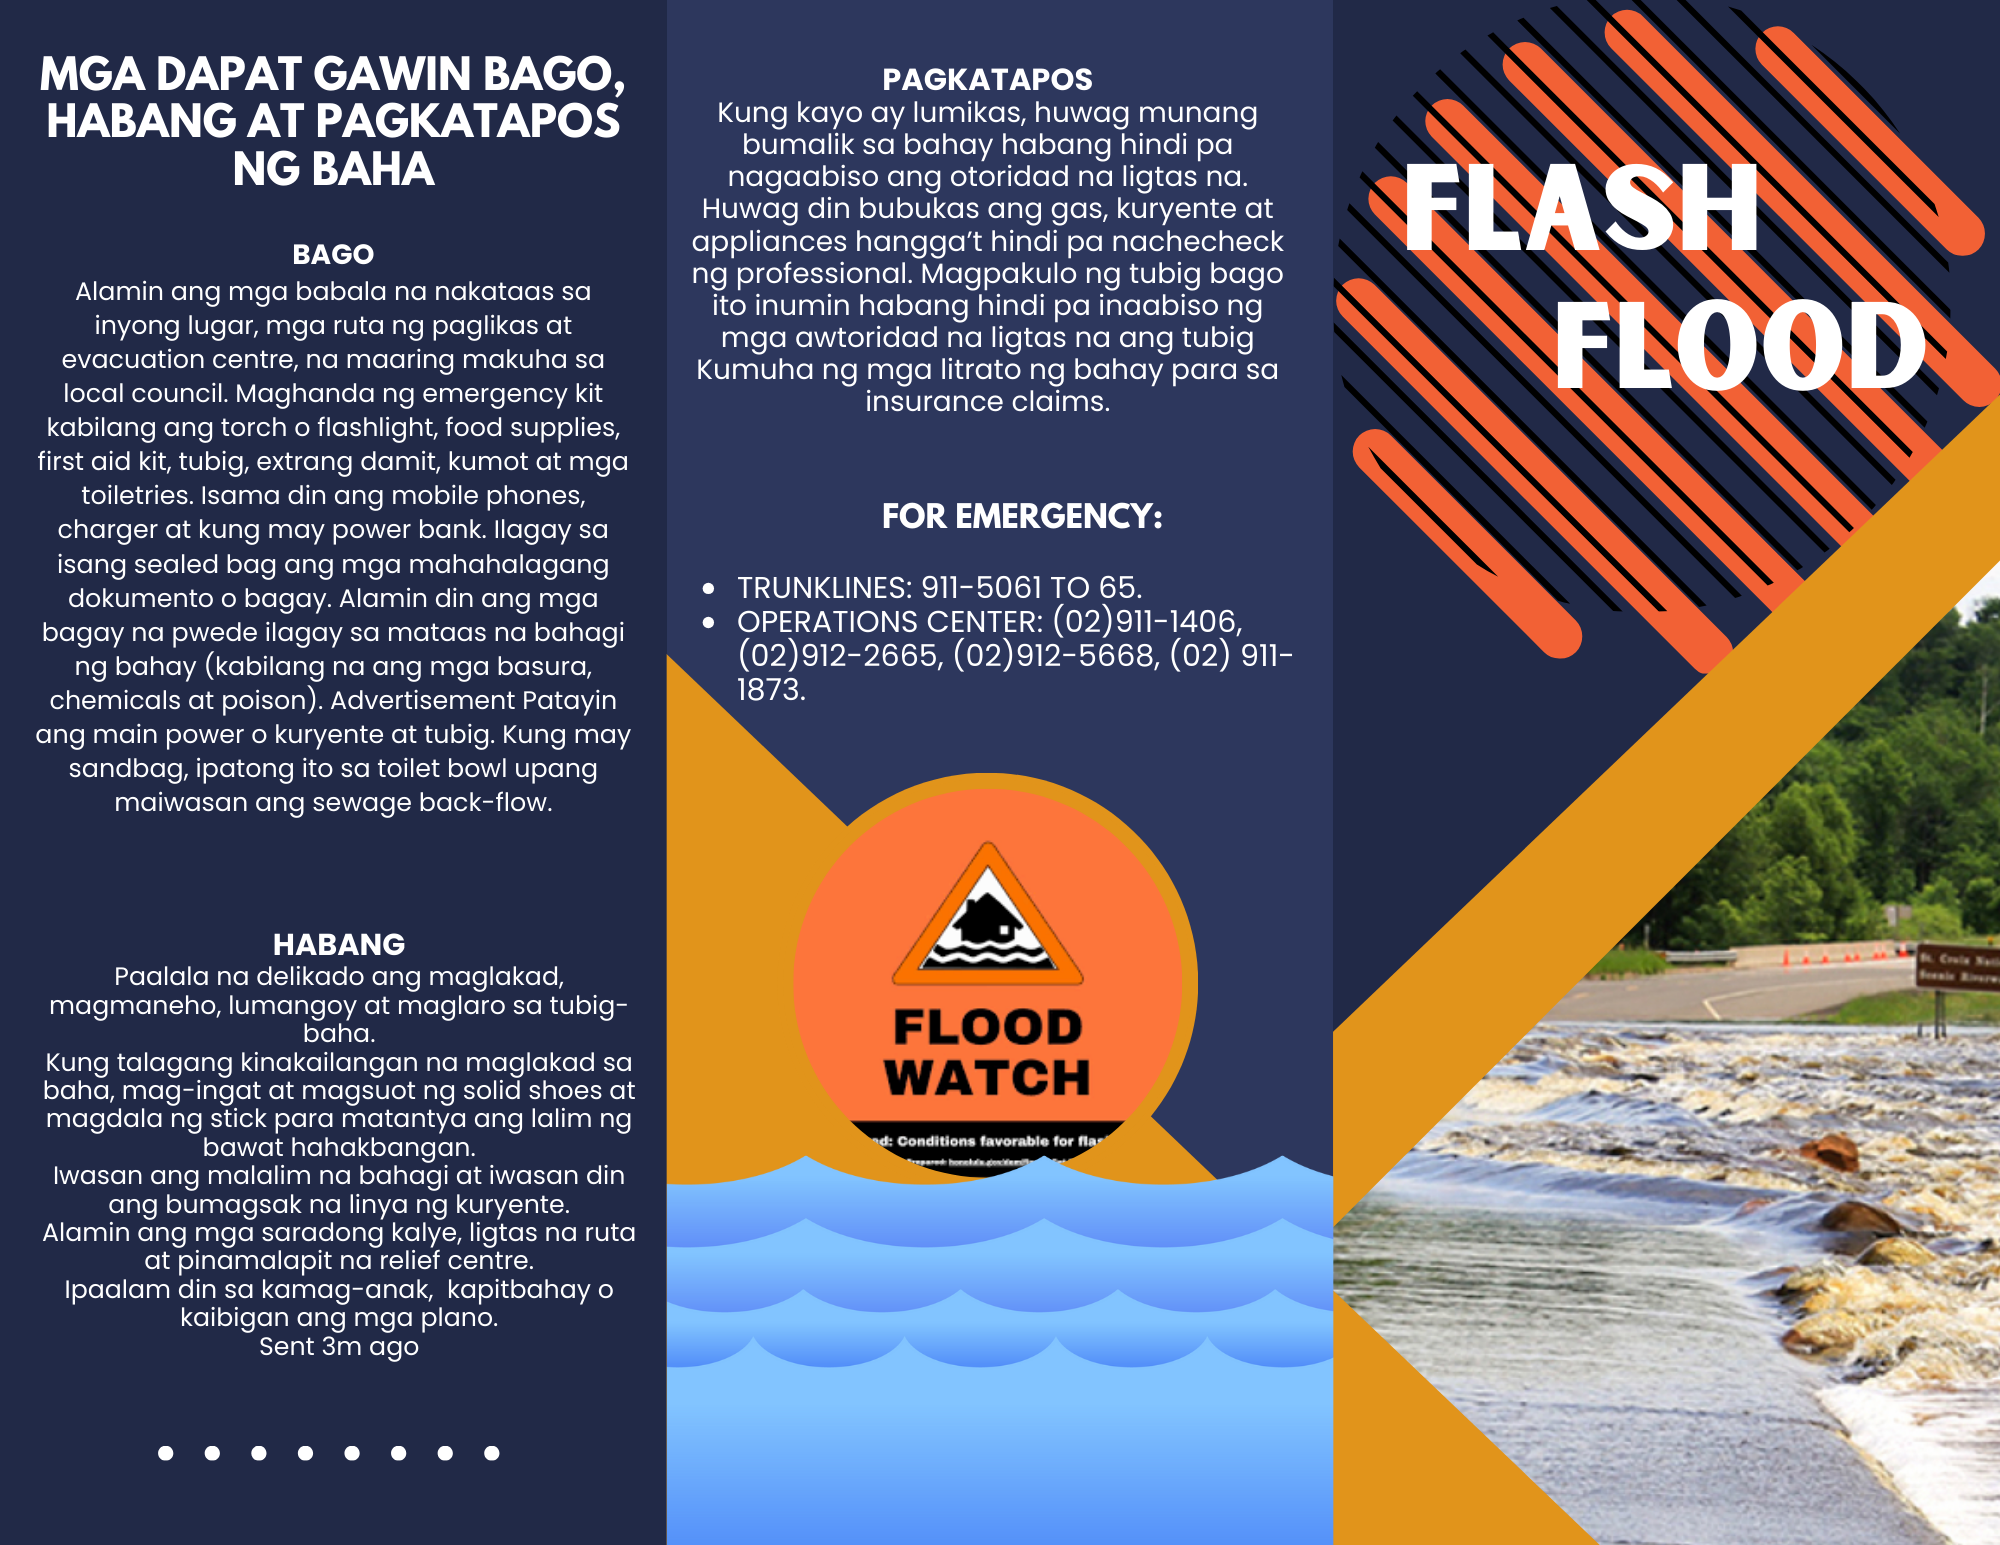 MGA DAPAT GAWIN BAGO,
HABANG AT PAGKATAPOS
NG BAHA
BAGO
Alamin ang mga babala na nakataas sa
inyong lugar, mga ruta ng paglikas at
evacuation centre, na maaring makuha sa
local council. Maghanda ng emergency kit
kabilang ang torch o flashlight, food supplies,
first aid kit, tubig, extrang damit, kumot at mga
toiletries. Isama din ang mobile phones,
charger at kung may power bank. Ilagay sa
isang sealed bag ang mga mahahalagang
dokumento o bagay. Alamin din ang mga
bagay na pwede ilagay sa mataas na bahagi
ng bahay (kabilang na ang mga basura,
chemicals at poison). Advertisement Patayin
ang main power o kuryente at tubig. Kung may
sandbag, ipatong ito sa toilet bowl upang
maiwasan ang sewage back-flow.
HABANG
Paalala na delikado ang maglakad,
magmaneho, lumangoy at maglaro sa tubig-
baha.
Kung talagang kinakailangan na maglakad sa
baha, mag-ingat at magsuot ng solid shoes at
magdala ng stick para matantya ang lalim ng
bawat hahakbangan.
Iwasan ang malalim na bahagi at iwasan din
ang bumagsak na linya ng kuryente.
Alamin ang mga saradong kalye, ligtas na ruta
at pinamalapit na relief centre.
Ipaalam din sa kamag-anak,  kapitbahay o
kaibigan ang mga plano.
Sent 3m ago
PAGKATAPOS
Kung kayo ay lumikas, huwag munang
bumalik sa bahay habang hindi pa
nagaabiso ang otoridad na ligtas na.
Huwag din bubukas ang gas, kuryente at
appliances hangga't hindi pa nachecheck
ng professional. Magpakulo ng tubig bago
ito inumin habang hindi pa inaabiso ng
mga awtoridad na ligtas na ang tubig
Kumuha ng mga litrato ng bahay para sa
insurance claims.
FOR EMERGENCY:
• TRUNKLINES: 911-5061 TO 65.
• OPERATIONS CENTER: (02)911-1406,
(02)912-2665, (02)912-5668, (02) 911-
1873.
FLOOD
WATCH
ed: Conditions favorable for flas
FLASH
FLOOD
St. Croix